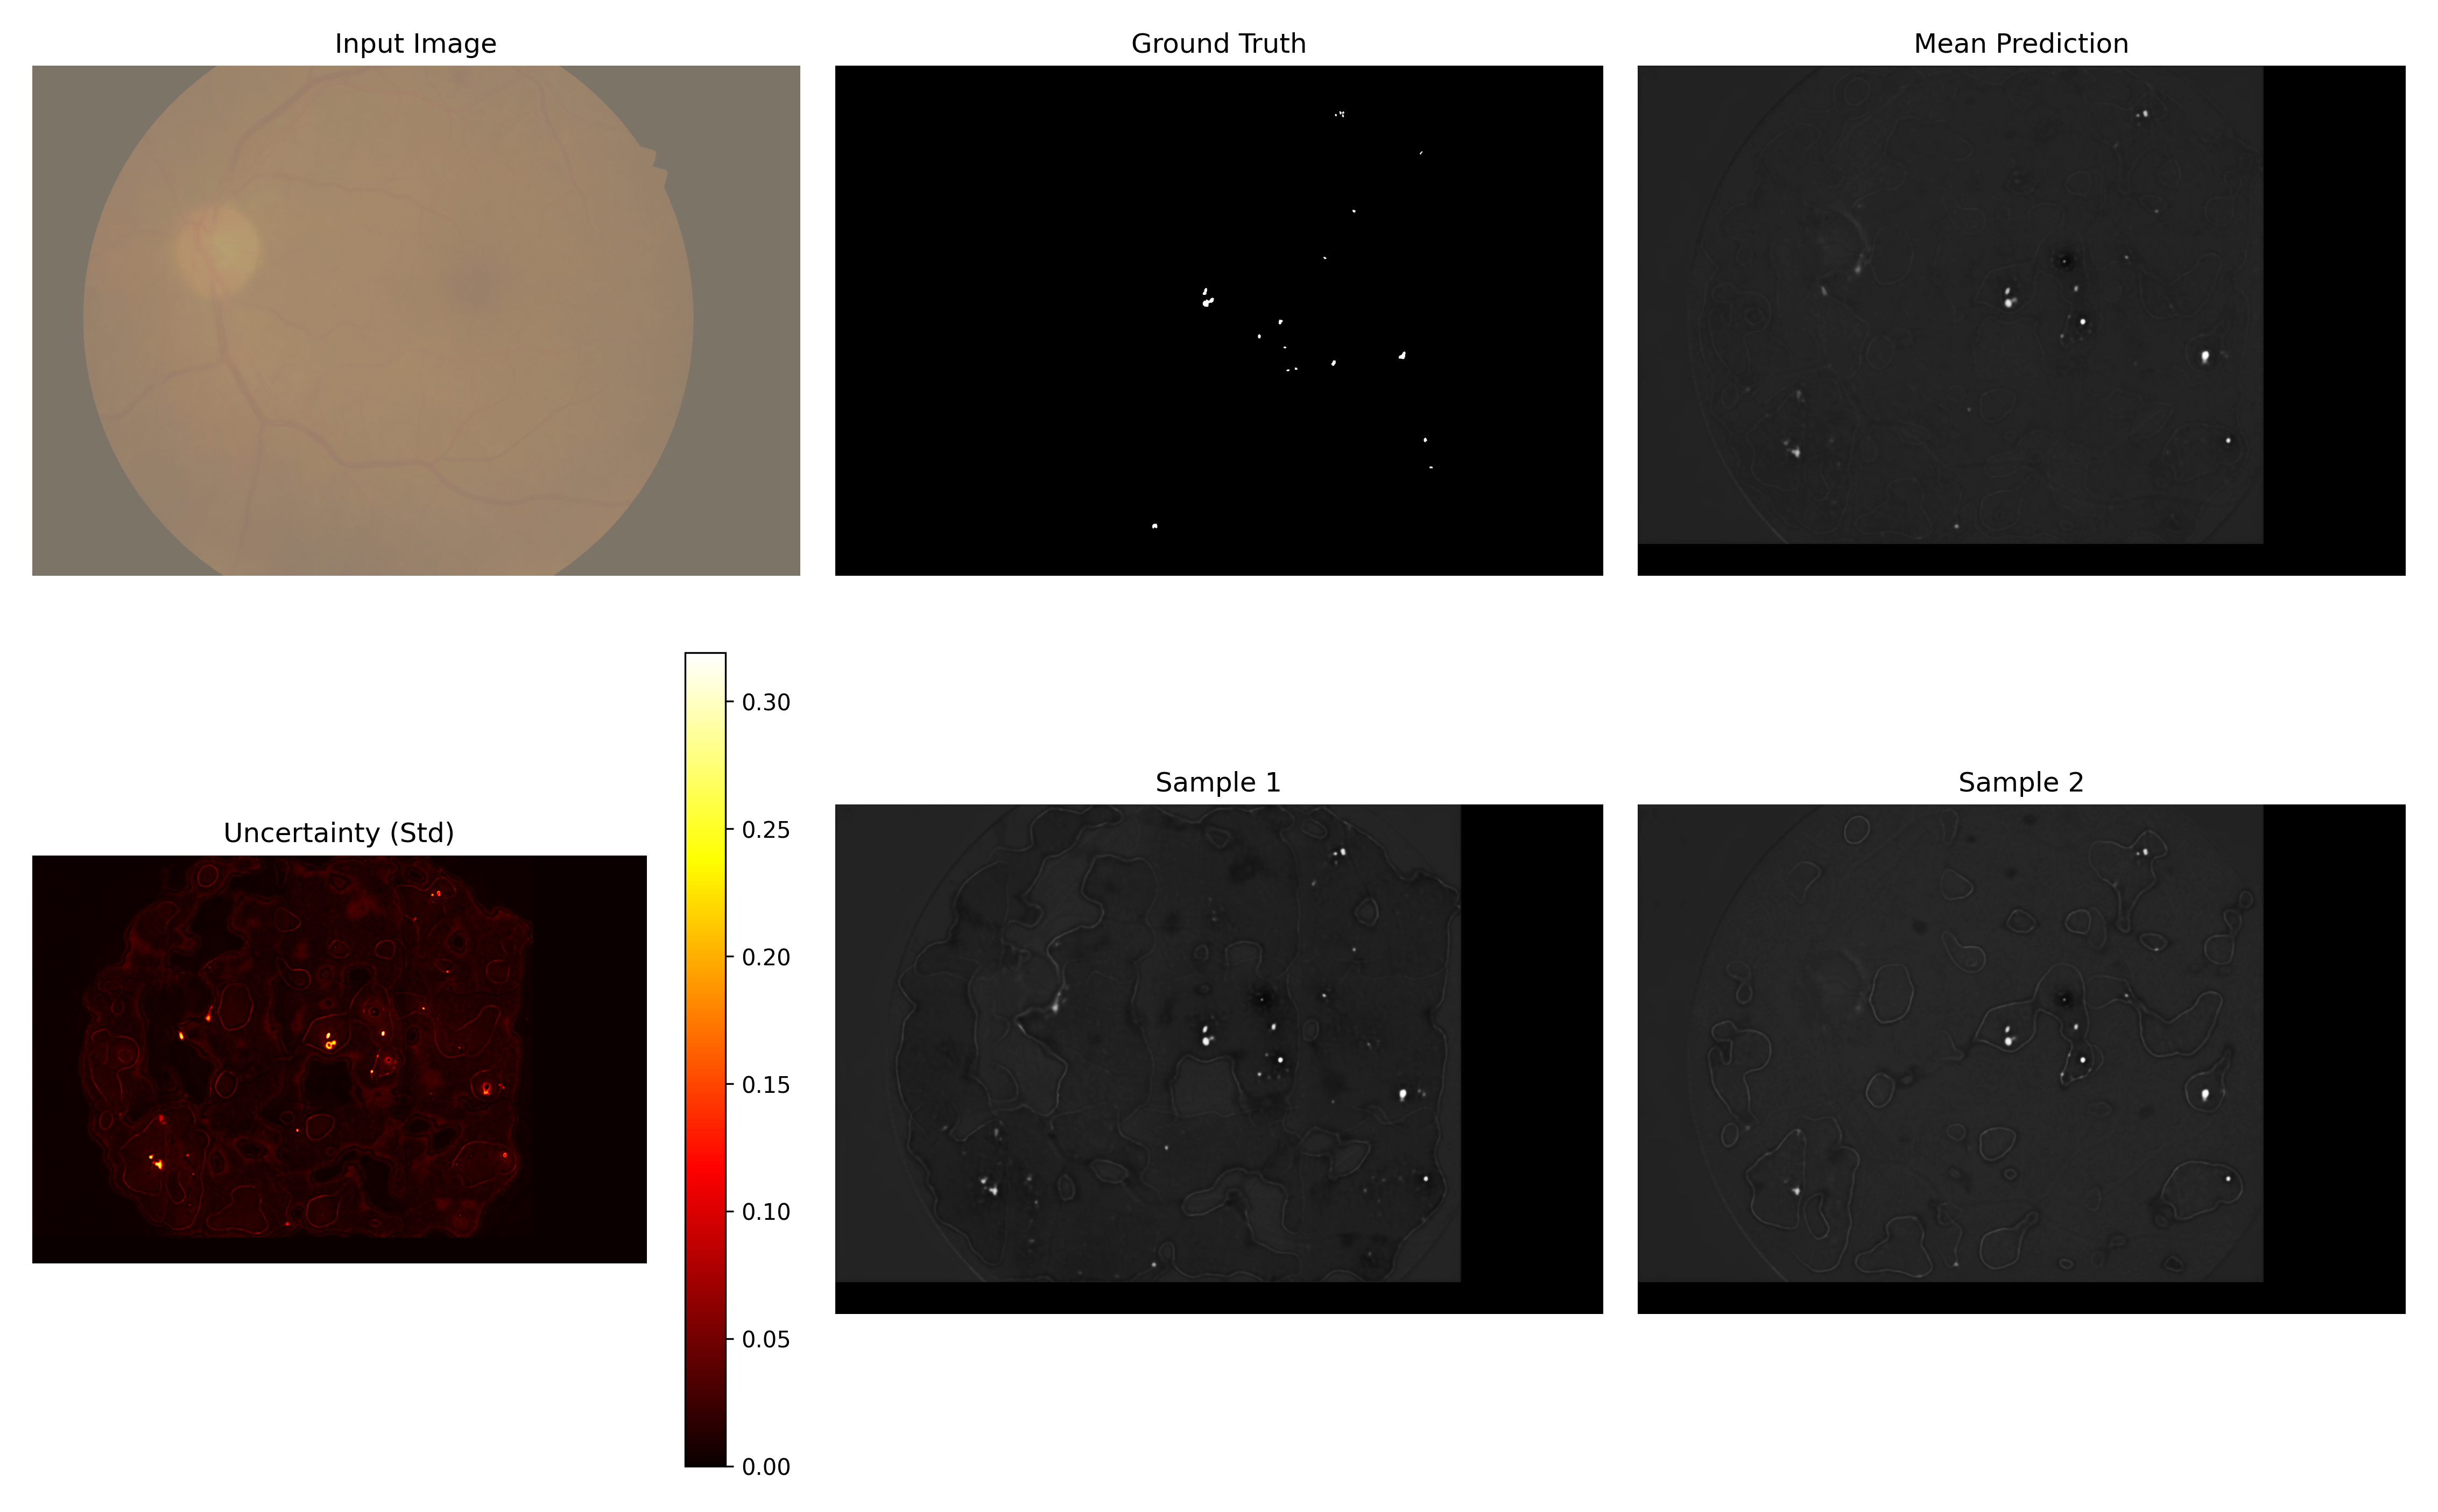 Input Image
Ground Truth
Mean Prediction
Uncertainty (Std)
0.30
0.25
0.20
0.15
0.10
0.05
0.00
Sample 1
Sample 2